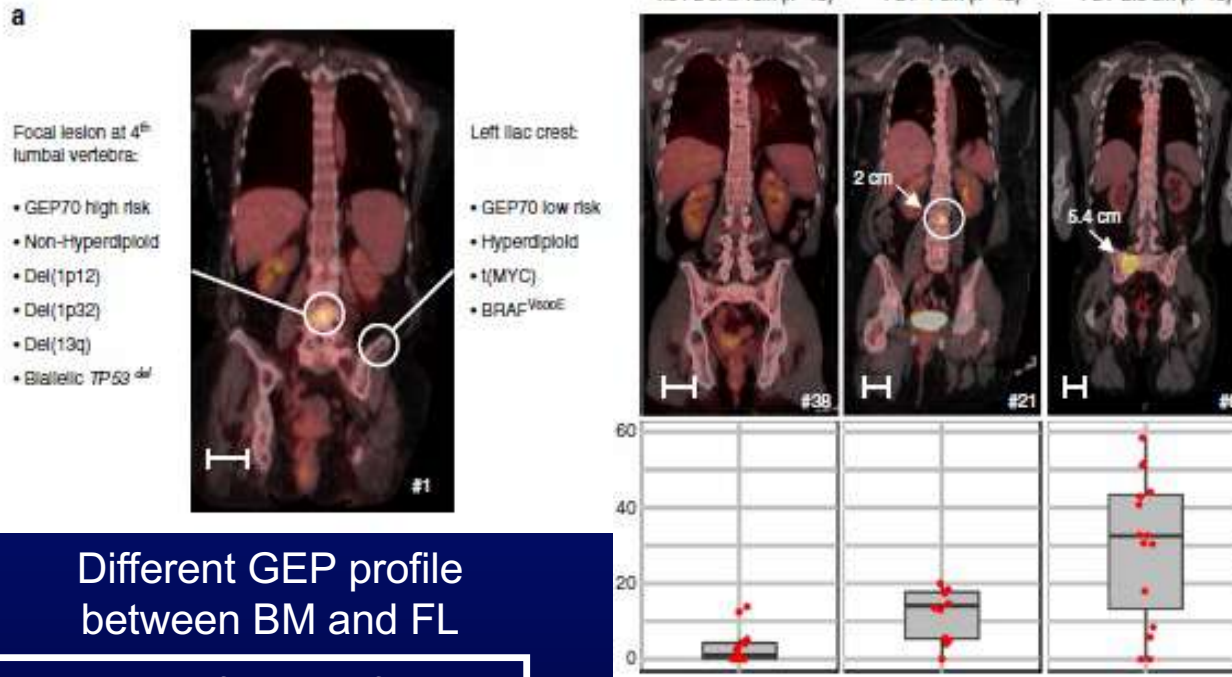 a
Focal lesion at 4th
lumbal vertebra:
• GEP70 high risk
• Non-Hyperdiploid
• Del(1p12)
• Del(1p32)
• Del(13q)
• Biallelic TP53 del
Left iliac crest:
• GEP70 low risk
• Hyperdiploid
• t(MYC)
• BRAF
#1
2 cm
5.4 cm
#38
#21
60
40
20
0
Different GEP profile
between BM and FL